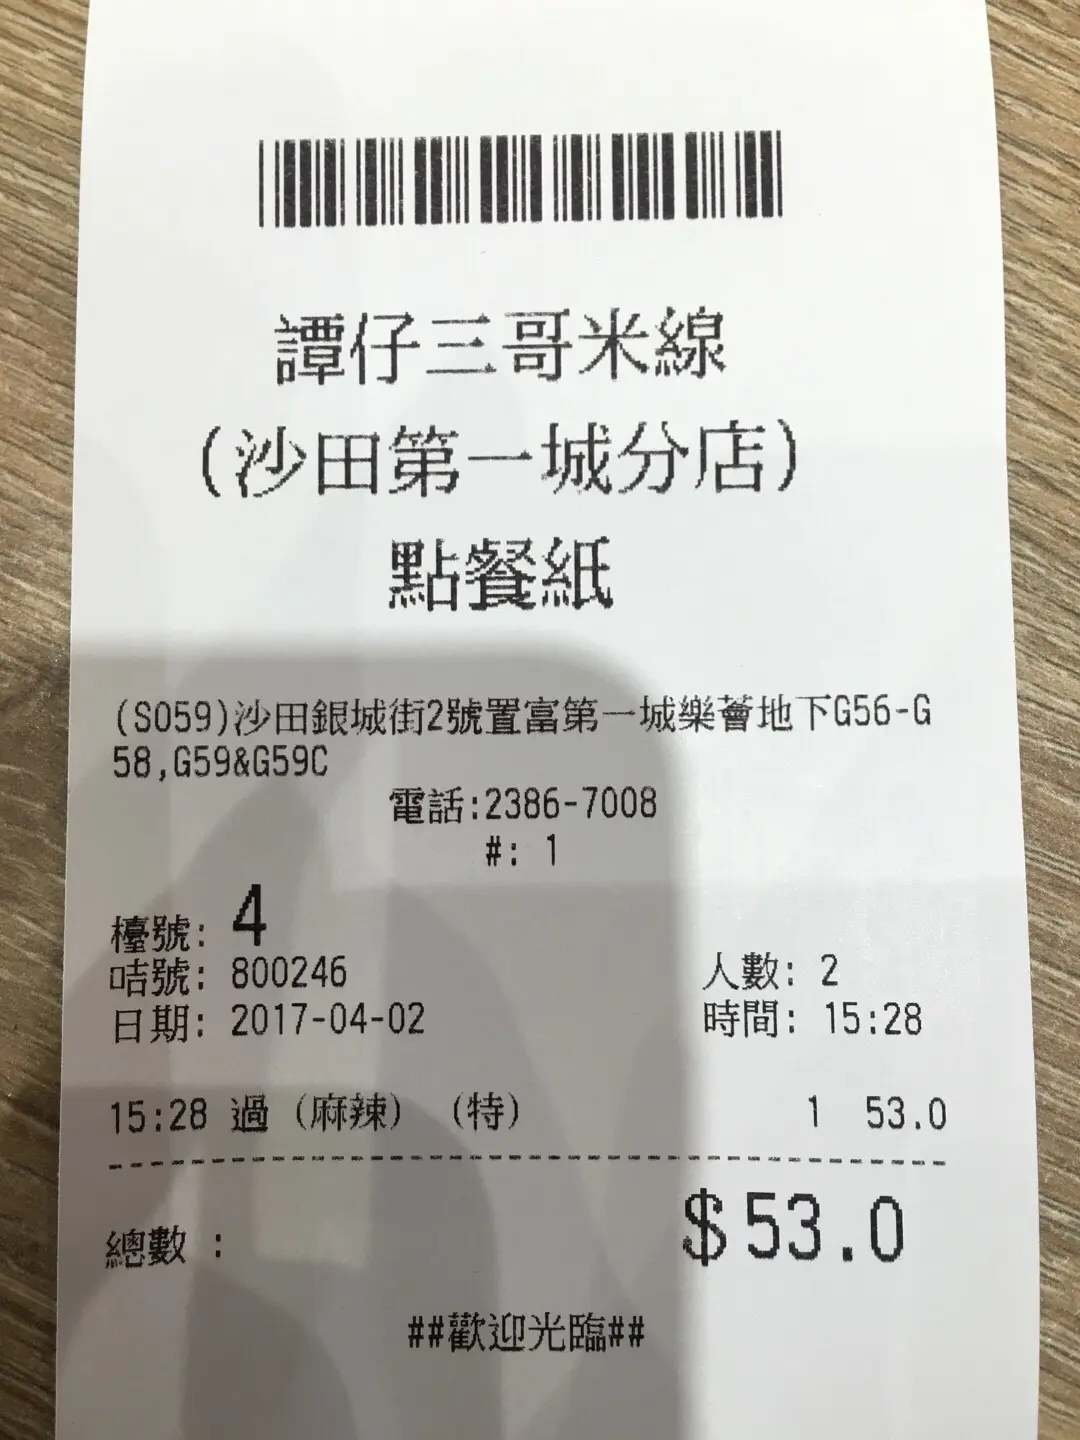 譚仔三哥米線
(沙田第一城分店)
點餐紙
(S059)沙田銀城街2號置富第一城樂薈地下G56-G
58,G59&G59C
電話:2386-7008
#: 1
檯號: 4
咭號: 800246 人數: 2
日期: 2017-04-02 時間: 15:28
15:28 過(麻辣) (特) 1 53.0
總數 : $53.0
##歡迎光臨##